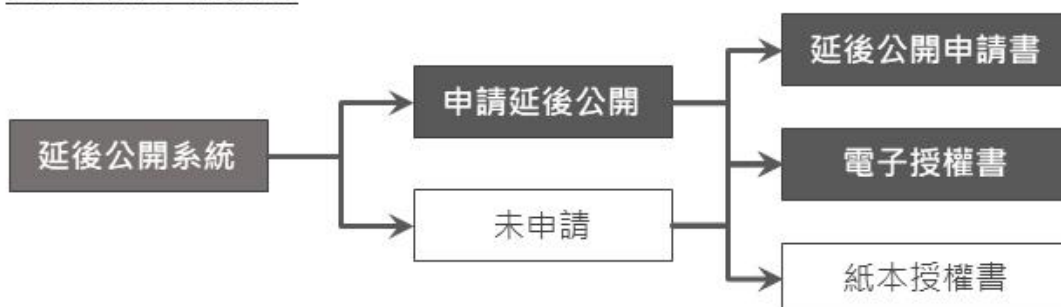 延後公開系統
申請延後公開
未申請
延後公開申請書
電子授權書
紙本授權書